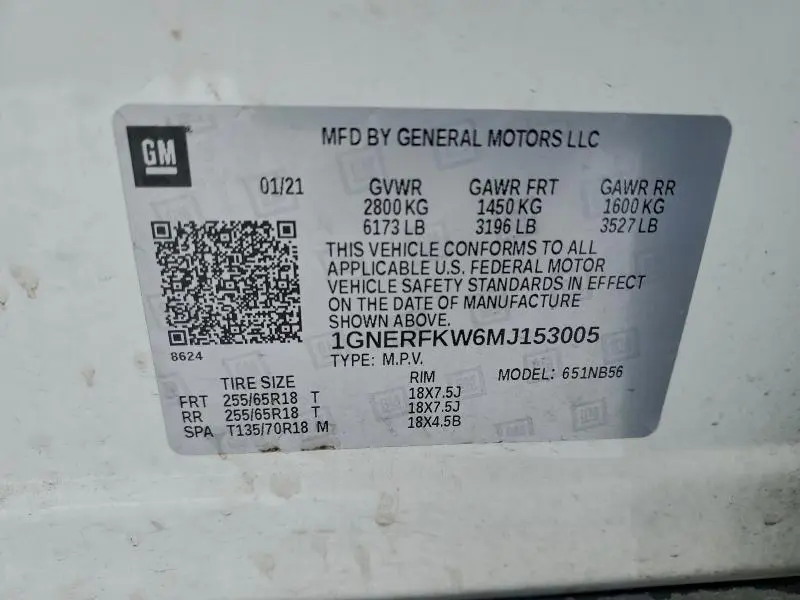 GM
MFD BY GENERAL MOTORS LLC
01/21 GVWR GAWR FRT GAWR RR
2800 KG 1450 KG 1600 KG
6173 LB 3196 LB 3527 LB
THIS VEHICLE CONFORMS TO ALL
APPLICABLE U.S. FEDERAL MOTOR
VEHICLE SAFETY STANDARDS IN EFFECT
ON THE DATE OF MANUFACTURE
SHOWN ABOVE.
1GNERFKW6MJ153005
8624
TYPE: M.P.V.
TIRE SIZE RIM MODEL: 651NB56
FRT 255/65R18 T 18X7.5J
RR 255/65R18 T 18X7.5J
SPA T135/70R18 M 18X4.5B